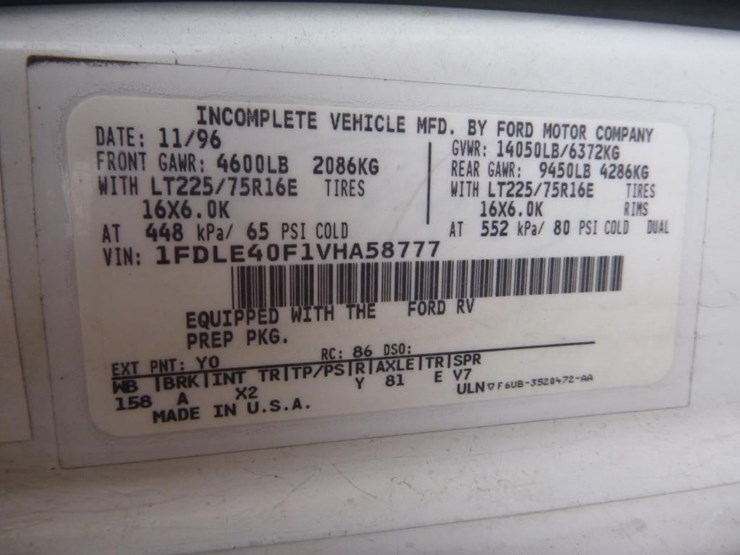 INCOMPLETE VEHICLE MFD. BY FORD MOTOR COMPANY
DATE: 11/96 GVWR: 14050LB/6372KG
FRONT GAWR: 4600LB 2086KG REAR GAWR: 9450LB 4286KG
WITH LT225/75R16E TIRES WITH LT225/75R16E TIRES
16X6.0K 16X6.0K RIMS
AT 448 kPa/ 65 PSI COLD AT 552 kPa/ 80 PSI COLD DUAL
VIN: 1FDLE40F1VHA58777
EQUIPPED WITH THE FORD RV
PREP PKG.
EXT PNT: YO RC: 86 DSO:
WB |BRK|INT TR|TP/PS|R|AXLE|TR|SPR
158 A X2 Y 81 E V7
MADE IN U.S.A. ULN ▽ F6UB-3520472-AA